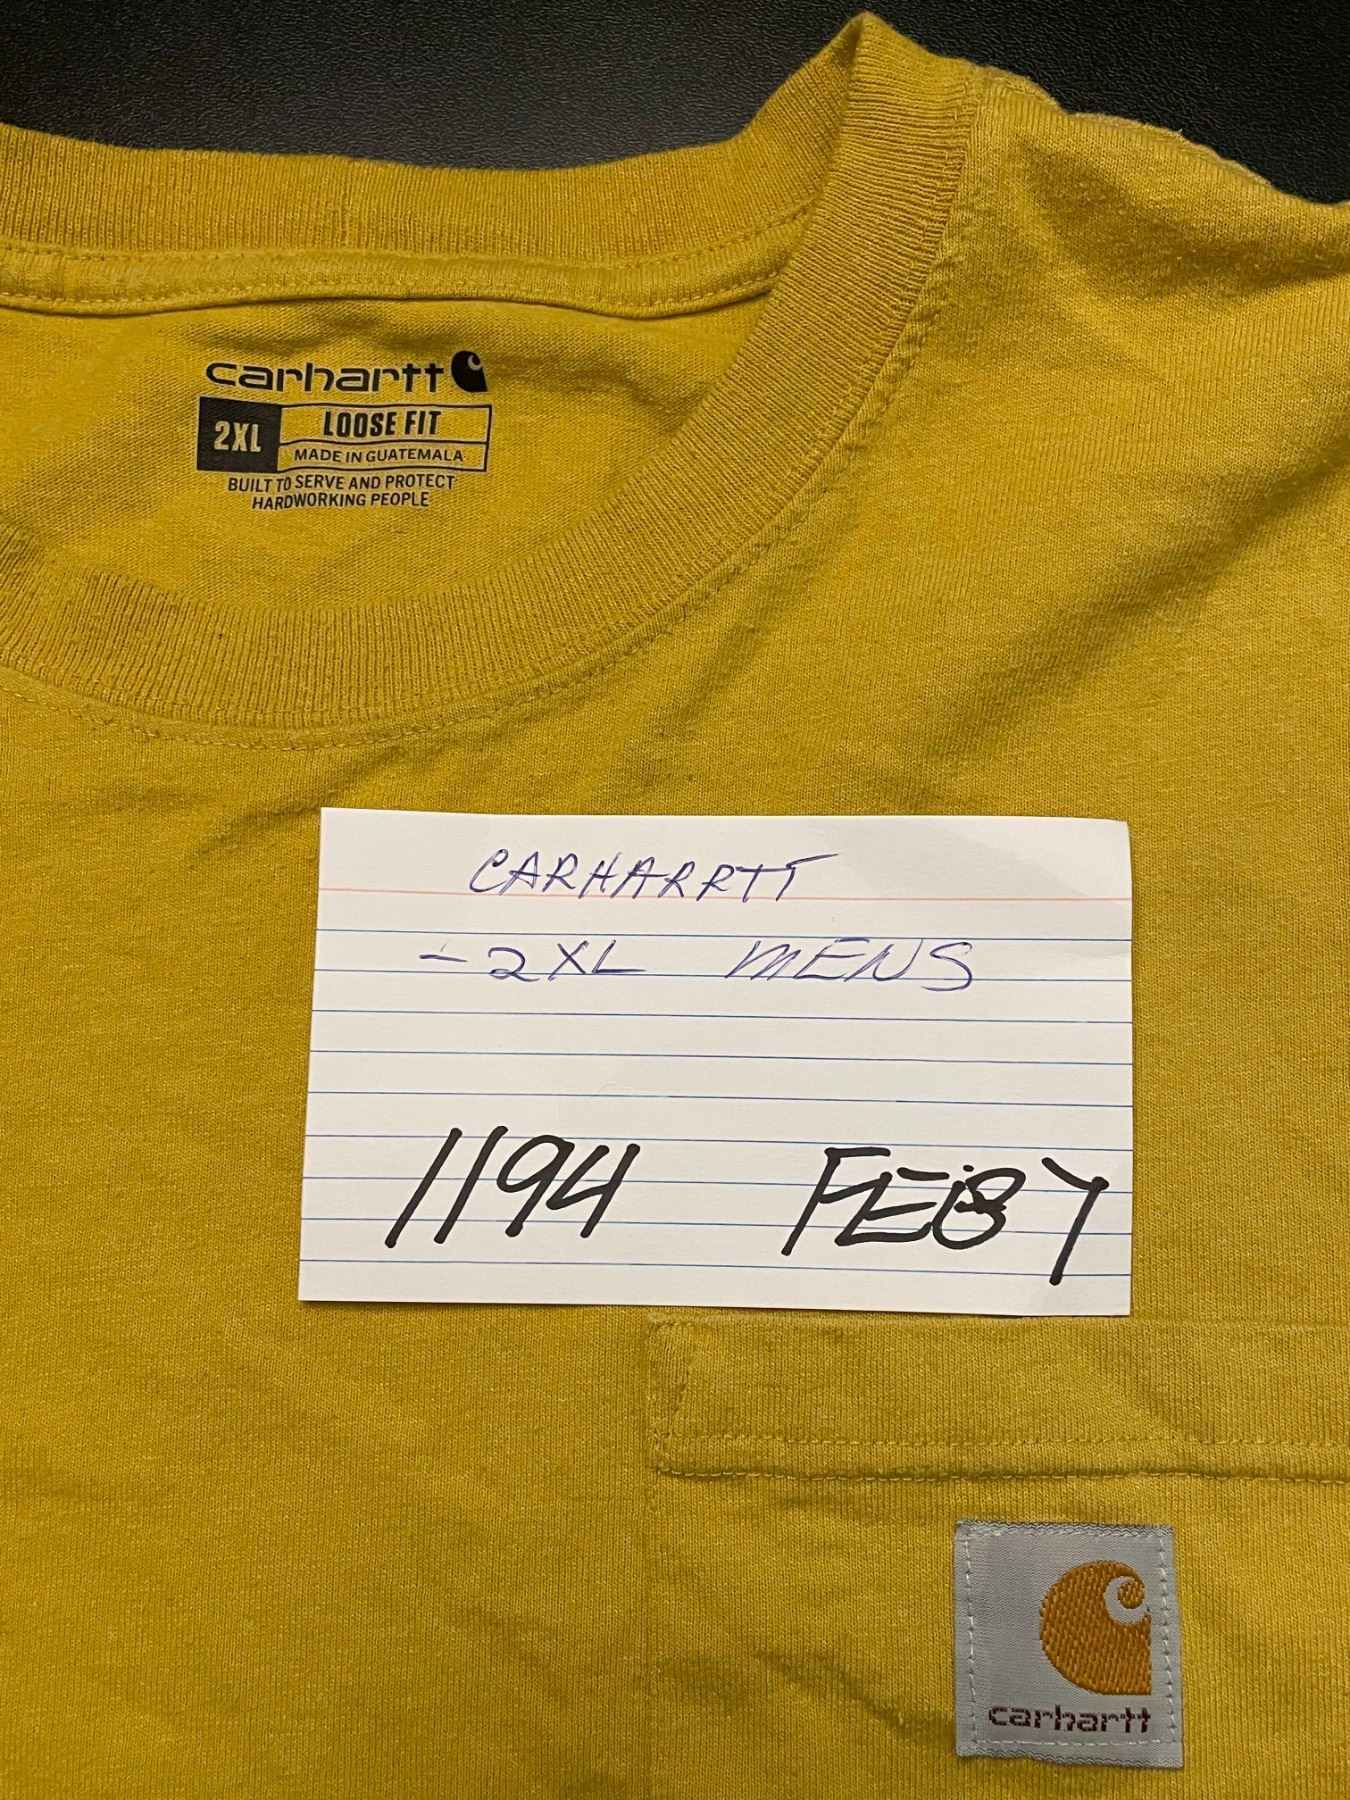 carhartt
2XL LOOSE FIT
MADE IN GUATEMALA
BUILT TO SERVE AND PROTECT
HARDWORKING PEOPLE
CARHARRTT
-2XL MENS
1194 FEB7
carhartt